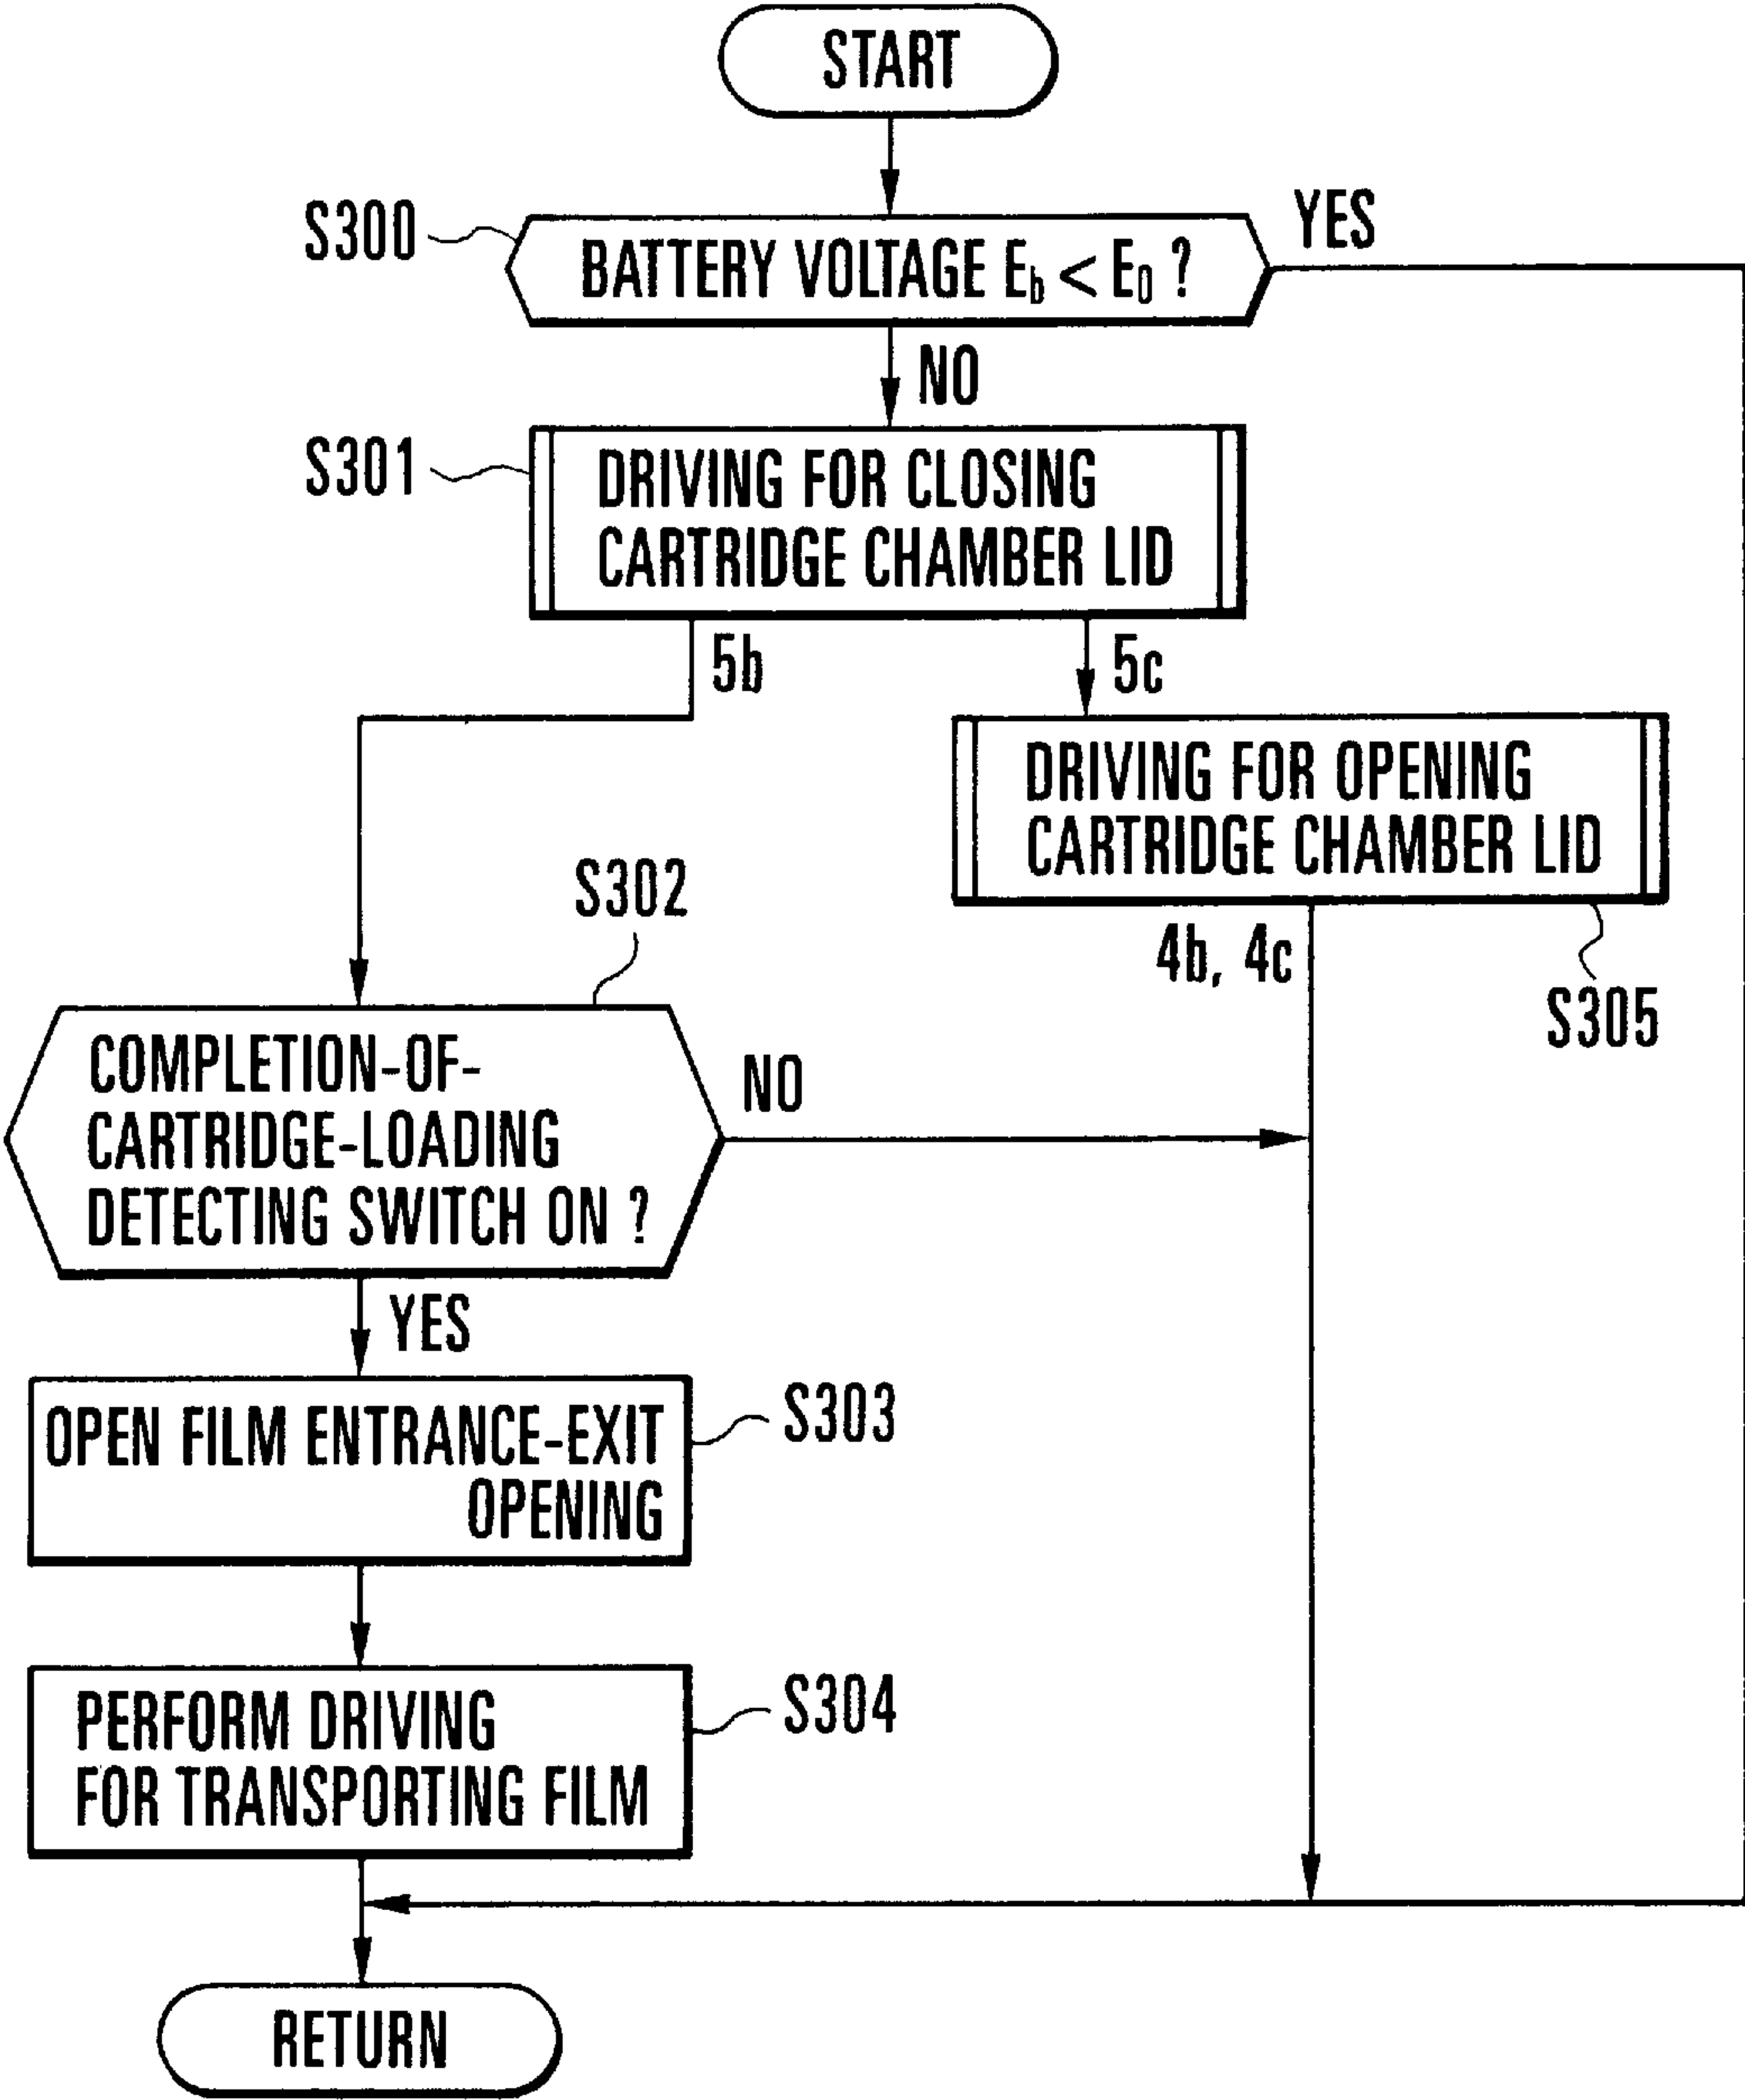 START
S300
BATTERY VOLTAGE Eb < E0 ?
YES
NO
S301
DRIVING FOR CLOSING
CARTRIDGE CHAMBER LID
5b
5c
DRIVING FOR OPENING
CARTRIDGE CHAMBER LID
4b, 4c
S305
S302
COMPLETION-OF-
CARTRIDGE-LOADING
DETECTING SWITCH ON ?
NO
YES
OPEN FILM ENTRANCE-EXIT
OPENING
S303
PERFORM DRIVING
FOR TRANSPORTING FILM
S304
RETURN